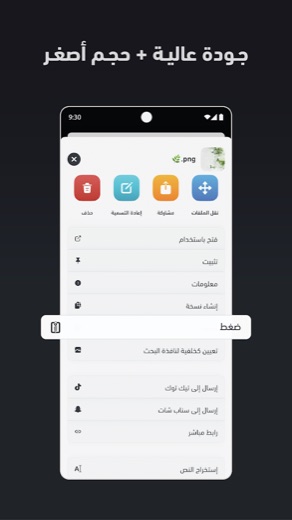 جودة عالية + حجم أصغر
9:30
.png
نقل الملفات
مشاركة
إعادة التسمية
حذف
فتح باستخدام
تثبيت
معلومات
إنشاء نسخة
ضغط
تعيين كخلفية لنافذة البحث
إرسال إلى تيك توك
إرسال إلى سناب شات
رابط مباشر
إستخراج النص